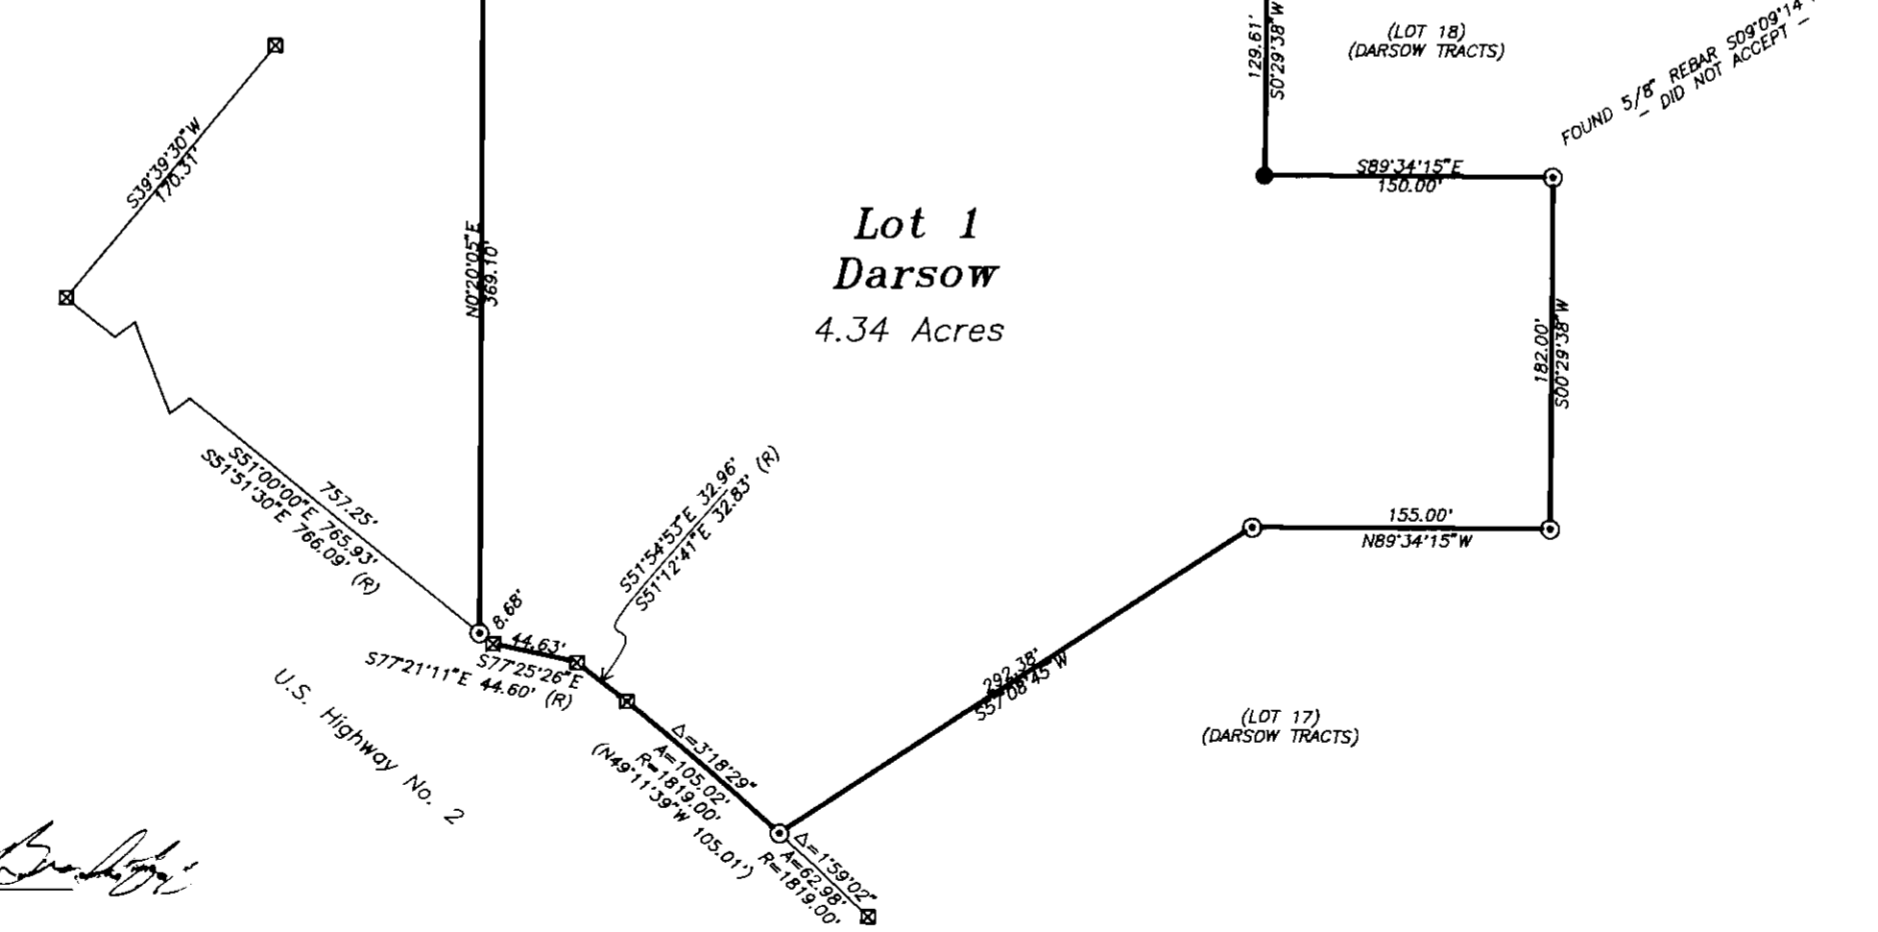 129.61'
S0°29'38"W
(LOT 18)
(DARSOW TRACTS)
FOUND 5/8" REBAR S09°09'14"
– DID NOT ACCEPT –
S39°39'30"W
170.31'
S89°34'15"E
150.00'
Lot 1
Darsow
4.34 Acres
N0°20'05"E
369.10'
182.00'
S00°29'38"W
757.25'
S51°00'00"E 765.93'
S51°51'30"E 766.09' (R)
S51°54'53"E 32.96'
S51°12'41"E 32.83' (R)
155.00'
N89°34'15"W
8.68'
44.63'
S77°25'26"E
S77°21'11"E 44.60' (R)
292.38'
S57°08'45"W
U.S. Highway No. 2
(LOT 17)
(DARSOW TRACTS)
Δ=3°18'29"
A=105.02'
R=1819.00'
(N49°11'39"W 105.01')
Δ=1°59'02"
A=62.98'
R=1819.00'